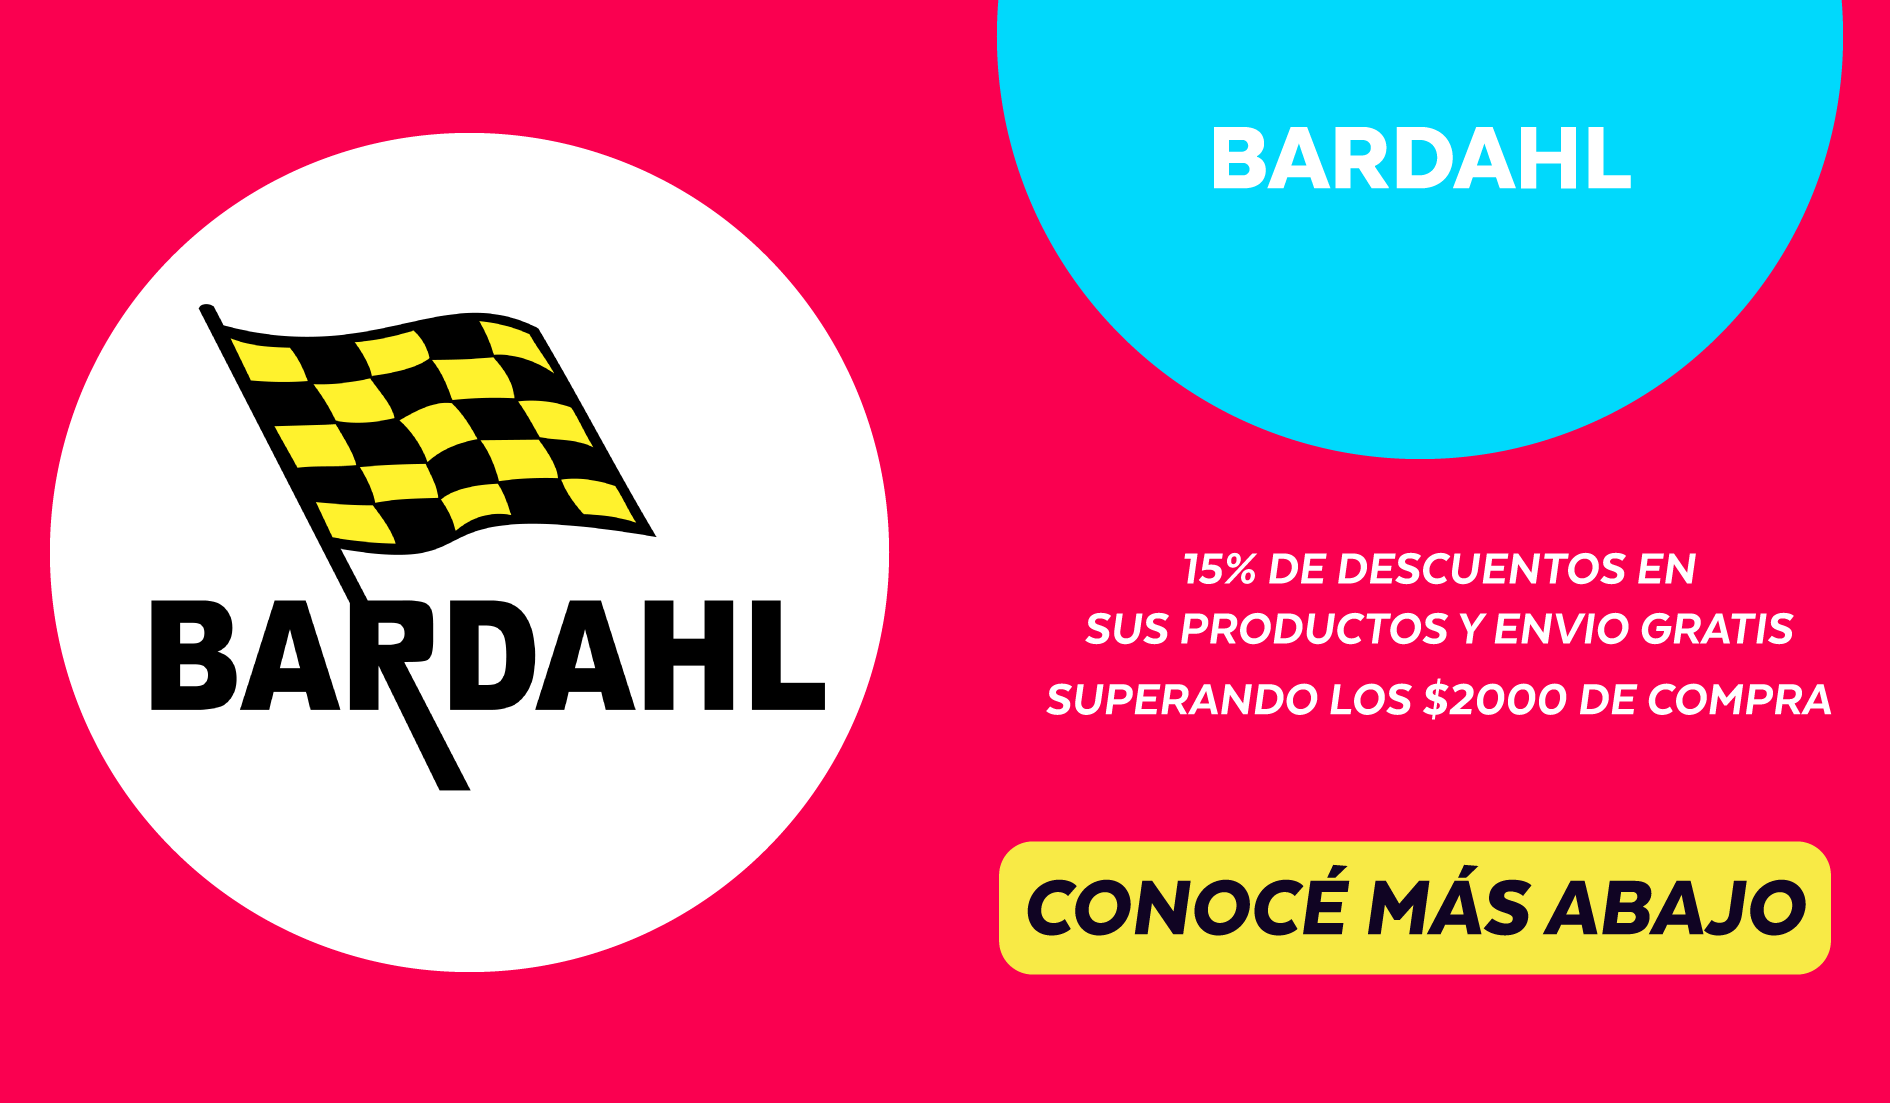 BARDAHL
BARDAHL
15% DE DESCUENTOS EN
SUS PRODUCTOS Y ENVIO GRATIS
SUPERANDO LOS $2000 DE COMPRA
CONOCÉ MÁS ABAJO